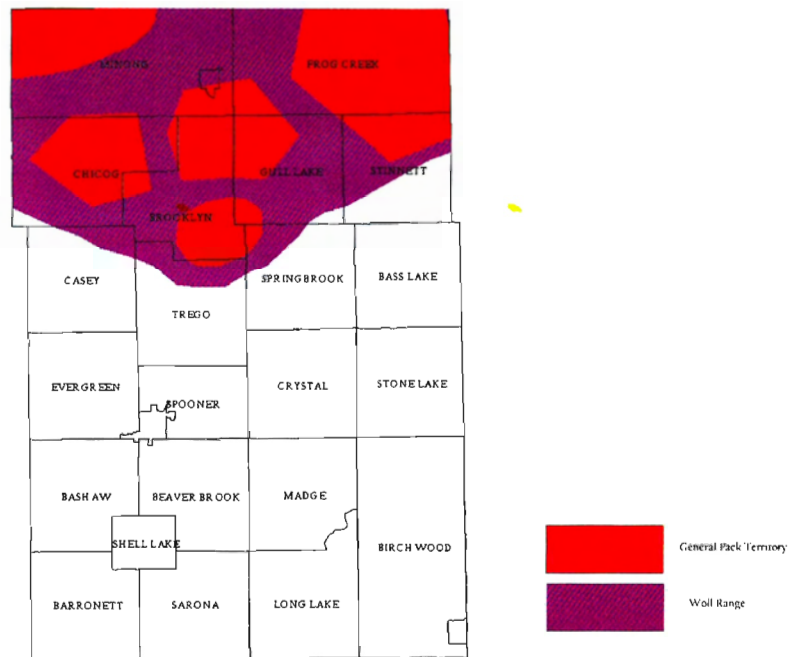 MINONG
FROG CREEK
CHICOG
GULL LAKE
STINNETT
BROOKLYN
CASEY
SPRINGBROOK
BASS LAKE
TREGO
EVERGREEN
CRYSTAL
STONE LAKE
SPOONER
BASHAW
BEAVER BROOK
MADGE
SHELL LAKE
BIRCHWOOD
BARRONETT
SARONA
LONG LAKE
General Pack Territory
Wolf Range